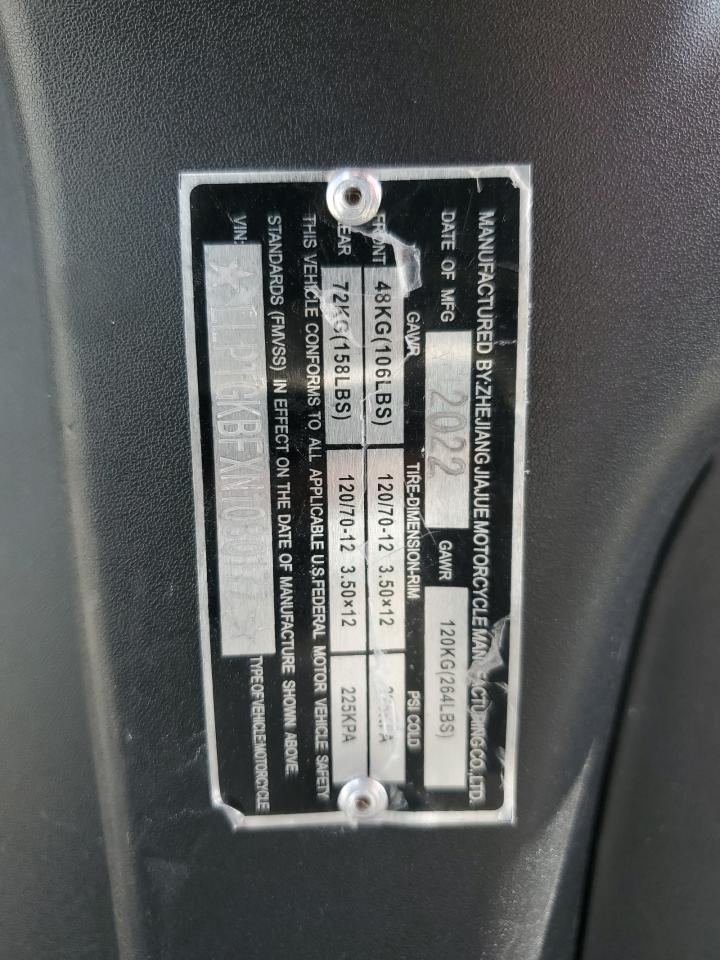 MANUFACTURED BY:ZHEJIANG JIAJUE MOTORCYCLE MANUFACTURING CO.,LTD.
DATE OF MFG 2022 GAWR 120KG(264LBS)
GAWR TIRE-DIMENSION-RIM PSI COLD
FRONT 48KG(106LBS) 120/70-12 3.50×12
REAR 72KG(158LBS) 120/70-12 3.50×12 225KPA
THIS VEHICLE CONFORMS TO ALL APPLICABLE U.S.FEDERAL MOTOR VEHICLE SAFETY
STANDARDS (FMVSS) IN EFFECT ON THE DATE OF MANUFACTURE SHOWN ABOVE.
VIN: TYPE OF VEHICLE:MOTORCYCLE